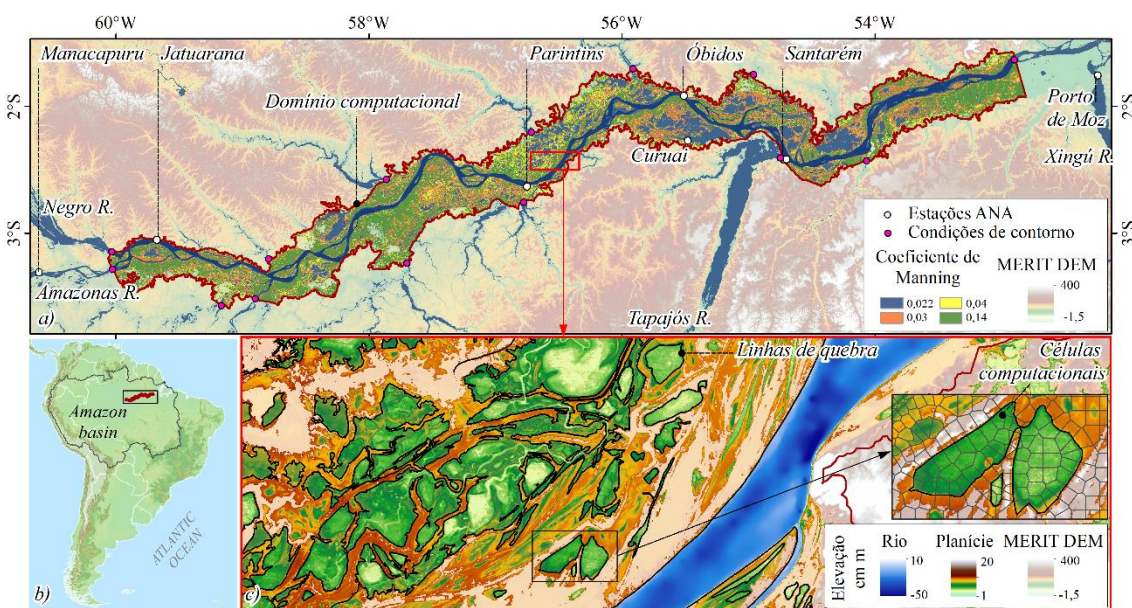 60°W
58°W
56°W
54°W
Manacapuru
Jatuarana
Parintins
Óbidos
Santarém
Domínio computacional
2°S
2°S
Porto
de Moz
Curuaí
Xingú R.
Negro R.
3°S
3°S
Estações ANA
Condições de contorno
Coeficiente de
Manning
MERIT DEM
0,022
0,04
400
0,03
0,14
-1,5
Amazonas R.
a)
Tapajós R.
b)
Amazon
basin
ATLANTIC
OCEAN
Linhas de quebra
Células
computacionais
Elevação
em m
Rio
Planície
MERIT DEM
10
20
400
-50
1
-1,5
c)